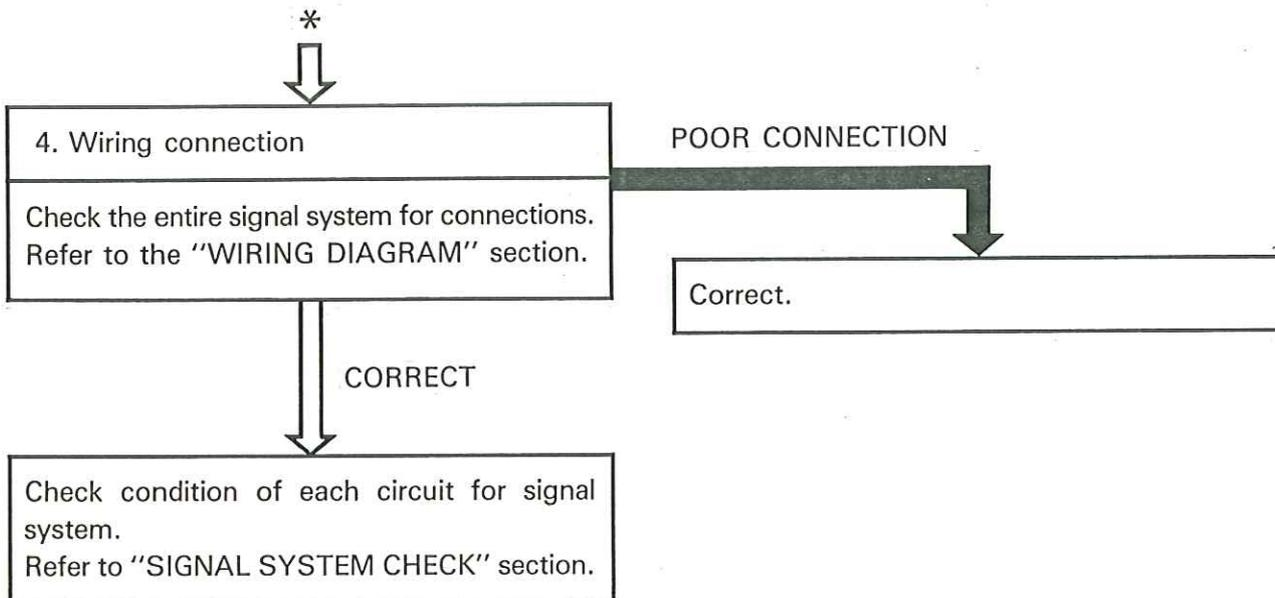 *
4. Wiring connection
POOR CONNECTION
Check the entire signal system for connections.
Refer to the "WIRING DIAGRAM" section.
Correct.
CORRECT
Check condition of each circuit for signal
system.
Refer to "SIGNAL SYSTEM CHECK" section.